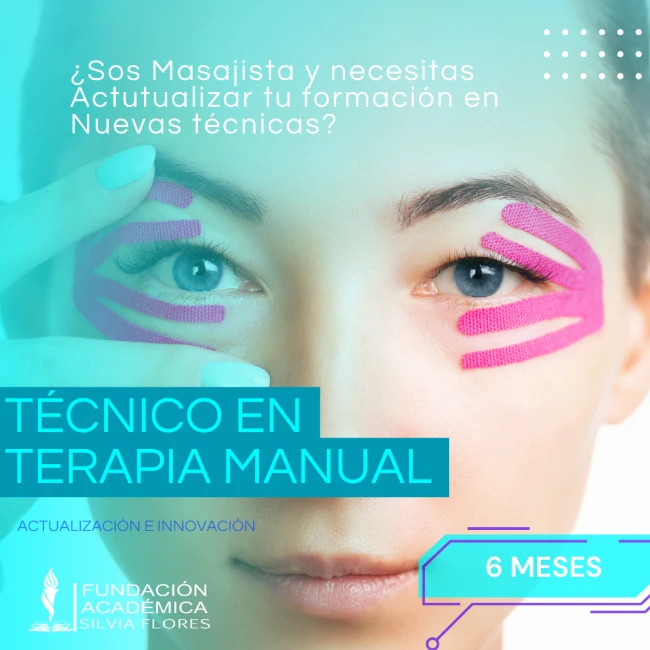 ¿Sos Masajista y necesitas
Actutualizar tu formación en
Nuevas técnicas?
TÉCNICO EN
TERAPIA MANUAL
ACTUALIZACIÓN E INNOVACIÓN
6 MESES
FUNDACIÓN
ACADÉMICA
SILVIA FLORES